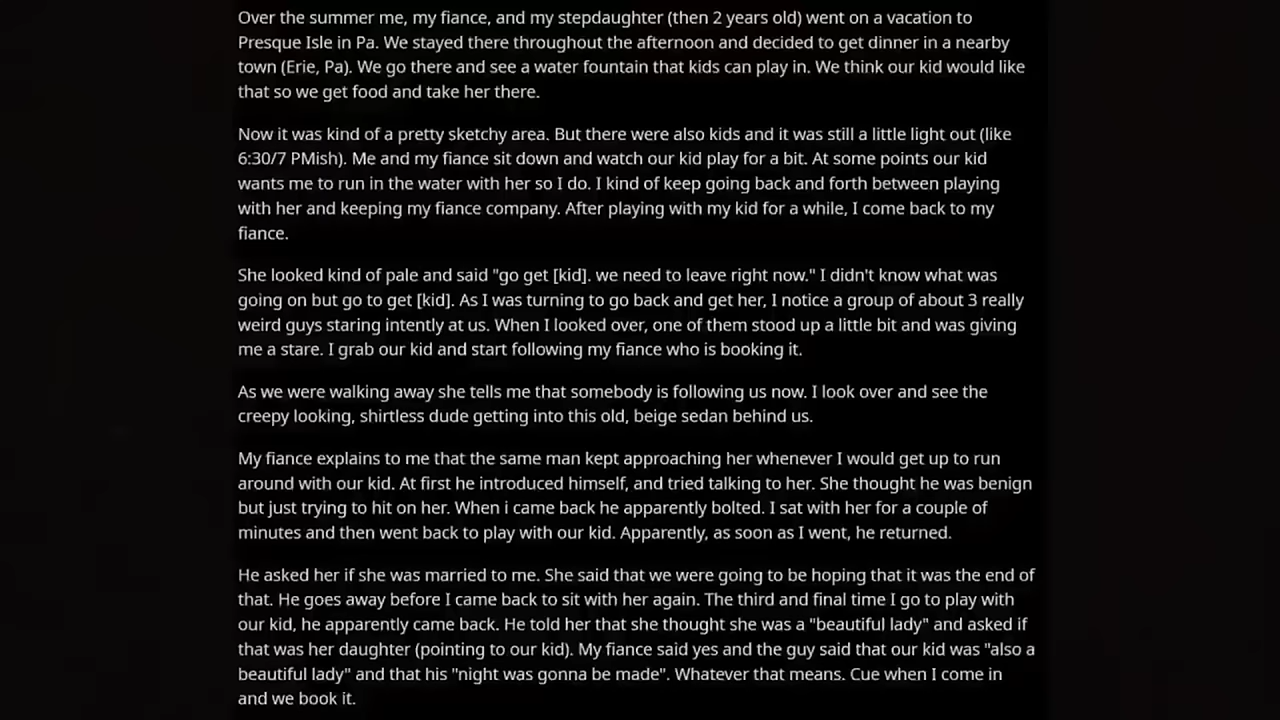 Over the summer me, my fiance, and my stepdaughter (then 2 years old) went on a vacation to
Presque Isle in Pa. We stayed there throughout the afternoon and decided to get dinner in a nearby
town (Erie, Pa). We go there and see a water fountain that kids can play in. We think our kid would like
that so we get food and take her there.
Now it was kind of a pretty sketchy area. But there were also kids and it was still a little light out (like
6:30/7 PMish). Me and my fiance sit down and watch our kid play for a bit. At some points our kid
wants me to run in the water with her so I do. I kind of keep going back and forth between playing
with her and keeping my fiance company. After playing with my kid for a while, I come back to my
fiance.
She looked kind of pale and said "go get [kid]. we need to leave right now." I didn't know what was
going on but go to get [kid]. As I was turning to go back and get her, I notice a group of about 3 really
weird guys staring intently at us. When I looked over, one of them stood up a little bit and was giving
me a stare. I grab our kid and start following my fiance who is booking it.
As we were walking away she tells me that somebody is following us now. I look over and see the
creepy looking, shirtless dude getting into this old, beige sedan behind us.
My fiance explains to me that the same man kept approaching her whenever I would get up to run
around with our kid. At first he introduced himself, and tried talking to her. She thought he was benign
but just trying to hit on her. When i came back he apparently bolted. I sat with her for a couple of
minutes and then went back to play with our kid. Apparently, as soon as I went, he returned.
He asked her if she was married to me. She said that we were going to be hoping that it was the end of
that. He goes away before I came back to sit with her again. The third and final time I go to play with
our kid, he apparently came back. He told her that she thought she was a "beautiful lady" and asked if
that was her daughter (pointing to our kid). My fiance said yes and the guy said that our kid was "also a
beautiful lady" and that his "night was gonna be made". Whatever that means. Cue when I come in
and we book it.